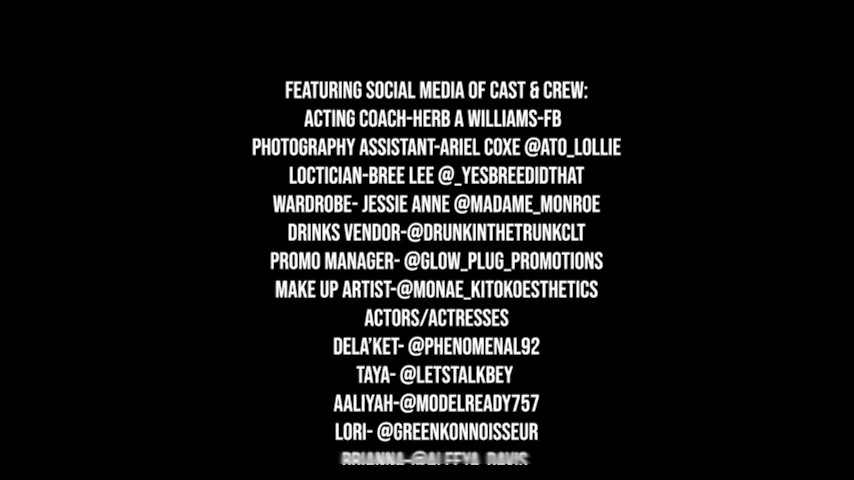 FEATURING SOCIAL MEDIA OF CAST & CREW:
ACTING COACH-HERB A WILLIAMS-FB
PHOTOGRAPHY ASSISTANT-ARIEL COXE @ATO_LOLLIE
LOCTICIAN-BREE LEE @_YESBREEDIDTHAT
WARDROBE- JESSIE ANNE @MADAME_MONROE
DRINKS VENDOR-@DRUNKINTHETRUNKCLT
PROMO MANAGER- @GLOW_PLUG_PROMOTIONS
MAKE UP ARTIST-@MONAE_KITOKOESTHETICS
ACTORS/ACTRESSES
DELA'KET- @PHENOMENAL92
TAYA- @LETSTALKBEY
AALIYAH-@MODELREADY757
LORI- @GREENKONNOISSEUR